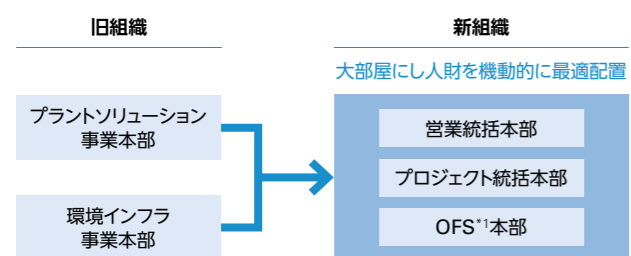 旧組織
新組織
大部屋にし人財を機動的に最適配置
プラントソリューション
事業本部
環境インフラ
事業本部
営業統括本部
プロジェクト統括本部
OFS*1本部